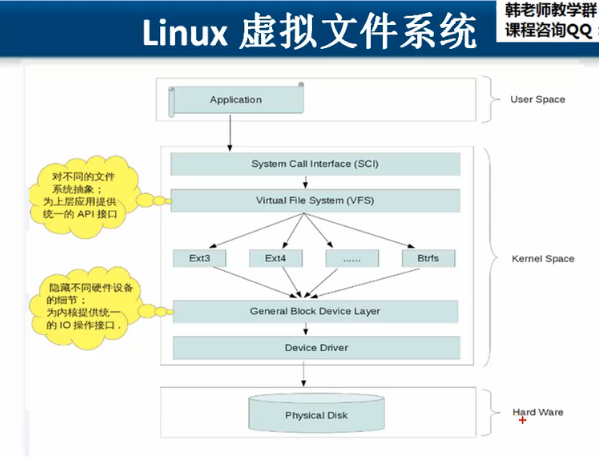 Linux 虚拟文件系统
韩老师教学群
课程咨询QQ：
Application
User Space
System Call Interface (SCI)
对不同的文件
系统抽象；
为上层应用提供
统一的 API 接口
Virtual File System (VFS)
Ext3
Ext4
......
Btrfs
Kernel Space
隐藏不同硬件设备
的细节；
为内核提供统一
的 IO 操作接口 .
General Block Device Layer
Device Driver
Physical Disk
Hard Ware